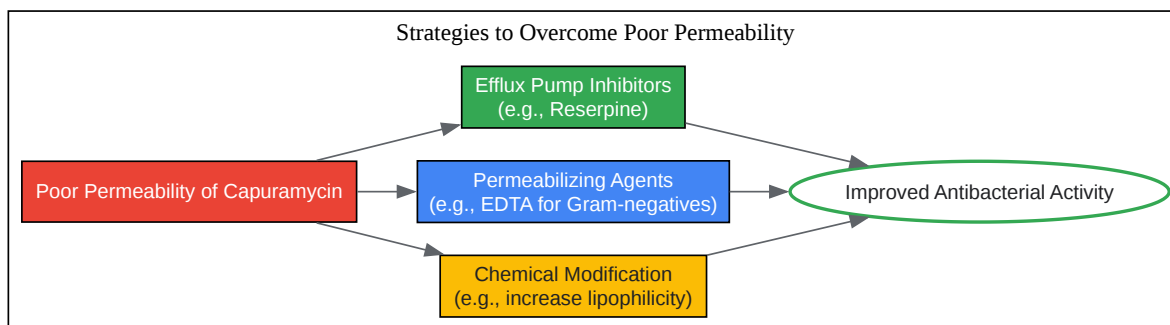 Strategies to Overcome Poor Permeability
Efflux Pump Inhibitors
(e.g., Reserpine)
Poor Permeability of Capuramycin
Permeabilizing Agents
(e.g., EDTA for Gram-negatives)
Improved Antibacterial Activity
Chemical Modification
(e.g., increase lipophilicity)